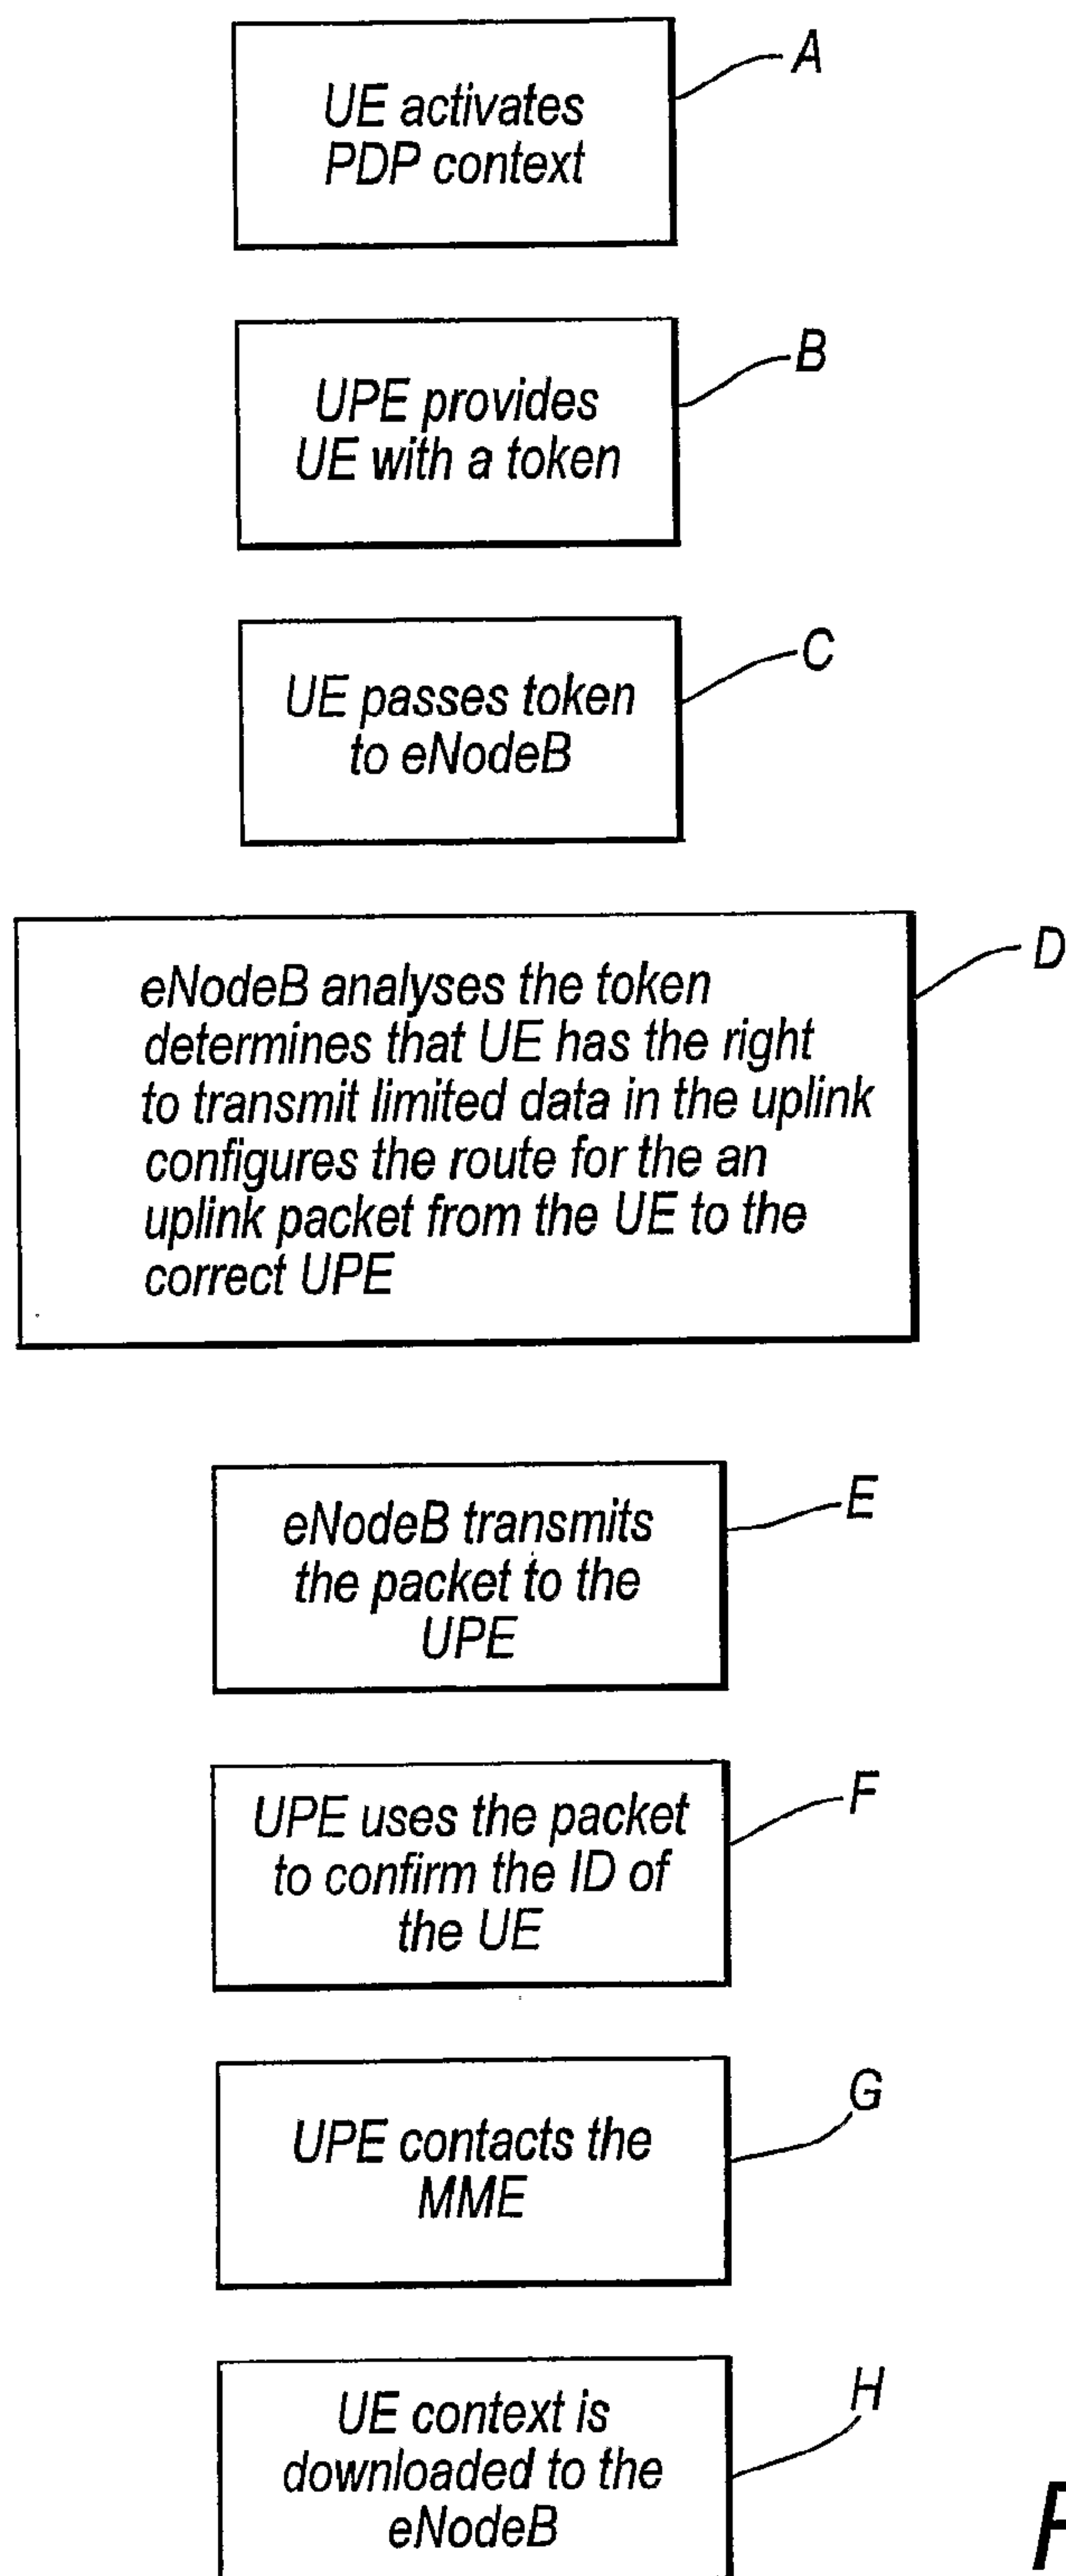 A
UE activates
PDP context
B
UPE provides
UE with a token
C
UE passes token
to eNodeB
D
eNodeB analyses the token
determines that UE has the right
to transmit limited data in the uplink
configures the route for the an
uplink packet from the UE to the
correct UPE
E
eNodeB transmits
the packet to the
UPE
F
UPE uses the packet
to confirm the ID of
the UE
G
UPE contacts the
MME
H
UE context is
downloaded to the
eNodeB